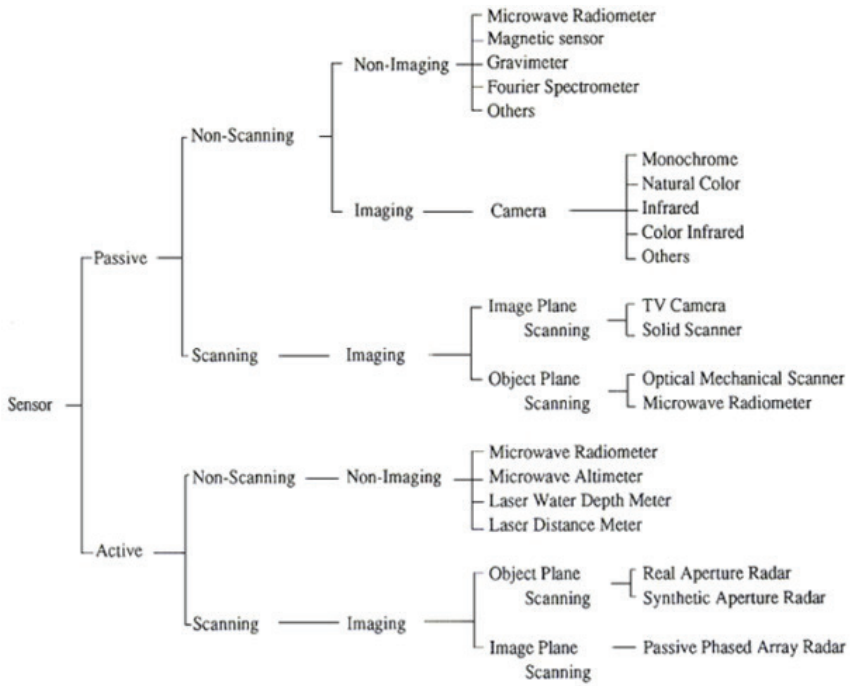 Microwave Radiometer
Magnetic sensor
Non-Imaging
Gravimeter
Fourier Spectrometer
Others
Non-Scanning
Monochrome
Natural Color
Imaging
Camera
Infrared
Color Infrared
Others
Passive
Image Plane
Scanning
TV Camera
Solid Scanner
Scanning
Imaging
Object Plane
Scanning
Optical Mechanical Scanner
Microwave Radiometer
Sensor
Microwave Radiometer
Non-Scanning
Non-Imaging
Microwave Altimeter
Laser Water Depth Meter
Laser Distance Meter
Active
Object Plane
Scanning
Real Aperture Radar
Synthetic Aperture Radar
Scanning
Imaging
Image Plane
Scanning
Passive Phased Array Radar